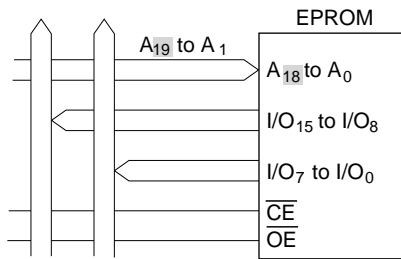 EPROM
A19 to A1
A18 to A0
I/O15 to I/O8
I/O7 to I/O0
CE
OE